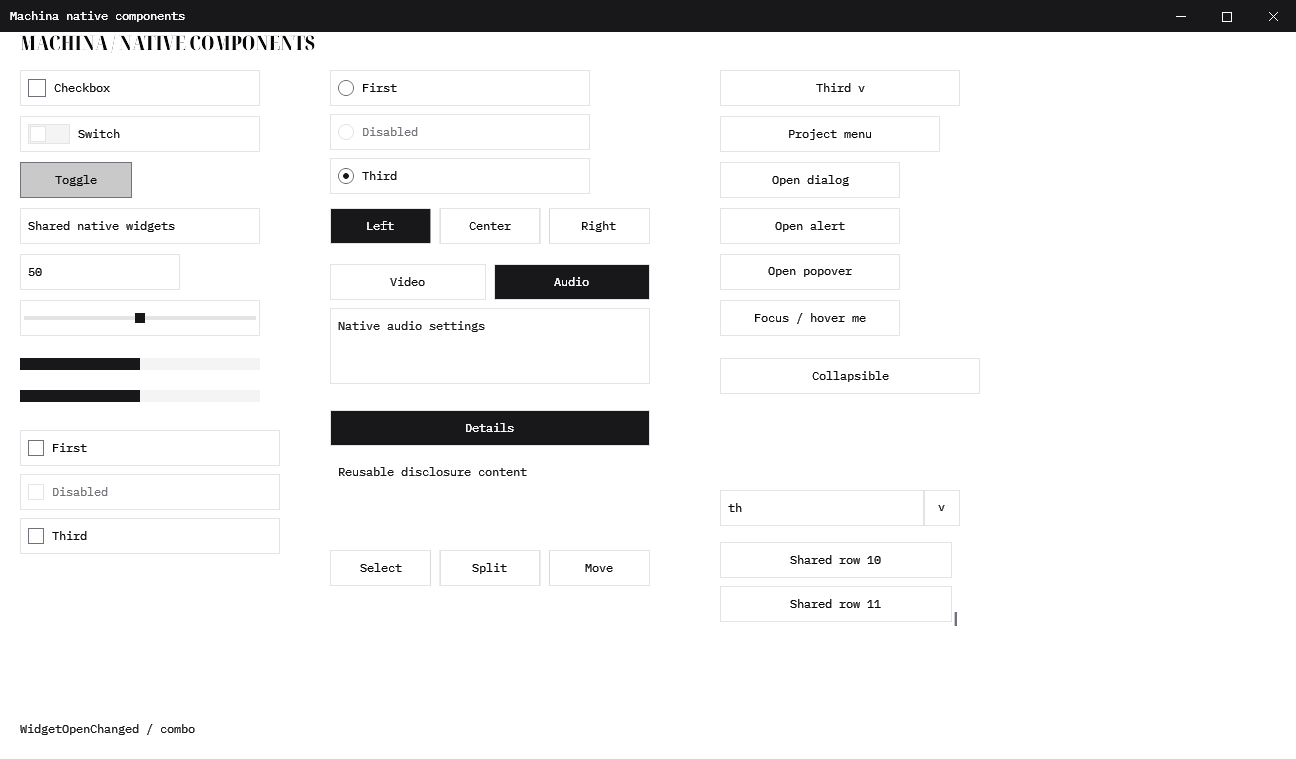 Machina native components
MACHINA / NATIVE COMPONENTS
Checkbox
Switch
Toggle
Shared native widgets
50
First
Disabled
Third
First
Disabled
Third
Left Center Right
Video Audio
Native audio settings
Details
Reusable disclosure content
Select Split Move
Third v
Project menu
Open dialog
Open alert
Open popover
Focus / hover me
Collapsible
th v
Shared row 10
Shared row 11
WidgetOpenChanged / combo